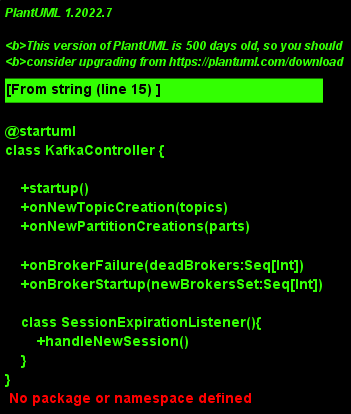 PlantUML 1.2022.7
<b>This version of PlantUML is 500 days old, so you should
<b>consider upgrading from https://plantuml.com/download
[From string (line 15) ]
@startuml
class KafkaController {
+startup()
+onNewTopicCreation(topics)
+onNewPartitionCreations(parts)
+onBrokerFailure(deadBrokers:Seq[Int])
+onBrokerStartup(newBrokersSet:Seq[Int])
class SessionExpirationListener(){
+handleNewSession()
}
}
No package or namespace defined